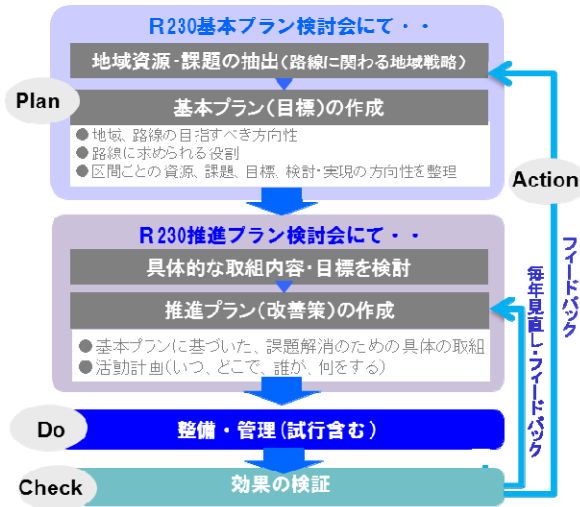 R230基本プラン検討会にて・・
地域資源・課題の抽出(路線に関わる地域戦略)
Plan
基本プラン(目標)の作成
●地域、路線の目指すべき方向性
●路線に求められる役割
●区間ごとの資源、課題、目標、検討・実現の方向性を整理
Action
R230推進プラン検討会にて・・
具体的な取組内容・目標を検討
推進プラン(改善策)の作成
●基本プランに基づいた、課題解消のための具体の取組
●活動計画(いつ、どこで、誰が、何をする)
フィードバック
毎年見直し・フィードバック
Do
整備・管理(試行含む)
Check
効果の検証